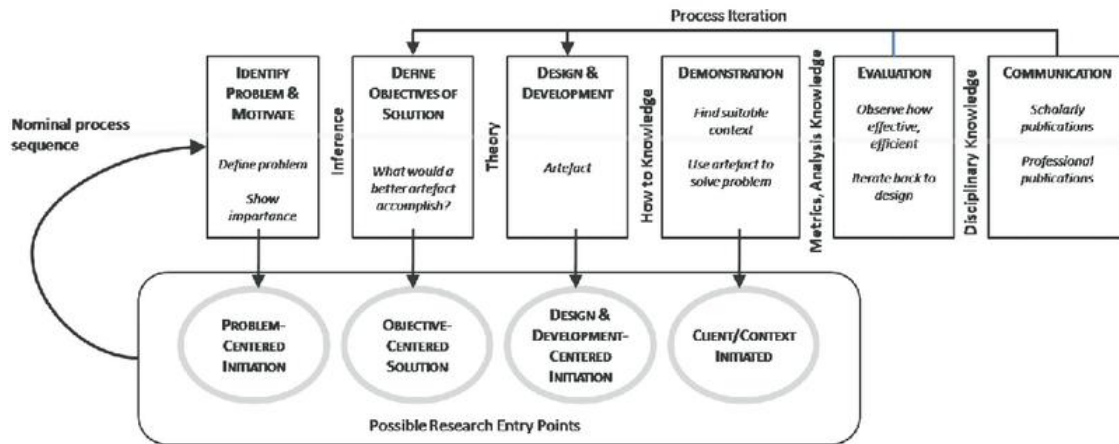 Process Iteration
Nominal process
sequence
IDENTIFY
PROBLEM &
MOTIVATE
Define problem
Show
importance
Inference
DEFINE
OBJECTIVES OF
SOLUTION
What would a
better artefact
accomplish?
Theory
DESIGN &
DEVELOPMENT
Artefact
How to Knowledge
DEMONSTRATION
Find suitable
context
Use artefact to
solve problem
Metrics, Analysis Knowledge
EVALUATION
Observe how
effective,
efficient
Iterate back to
design
Disciplinary Knowledge
COMMUNICATION
Scholarly
publications
Professional
publications
PROBLEM-
CENTERED
INITIATION
OBJECTIVE-
CENTERED
SOLUTION
DESIGN &
DEVELOPMENT-
CENTERED
INITIATION
CLIENT/CONTEXT
INITIATED
Possible Research Entry Points